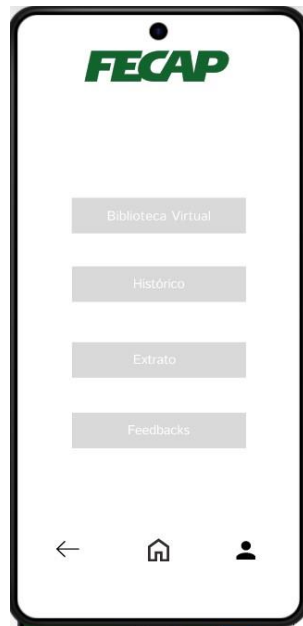 FECAP
Biblioteca Virtual
Histórico
Extrato
Feedbacks